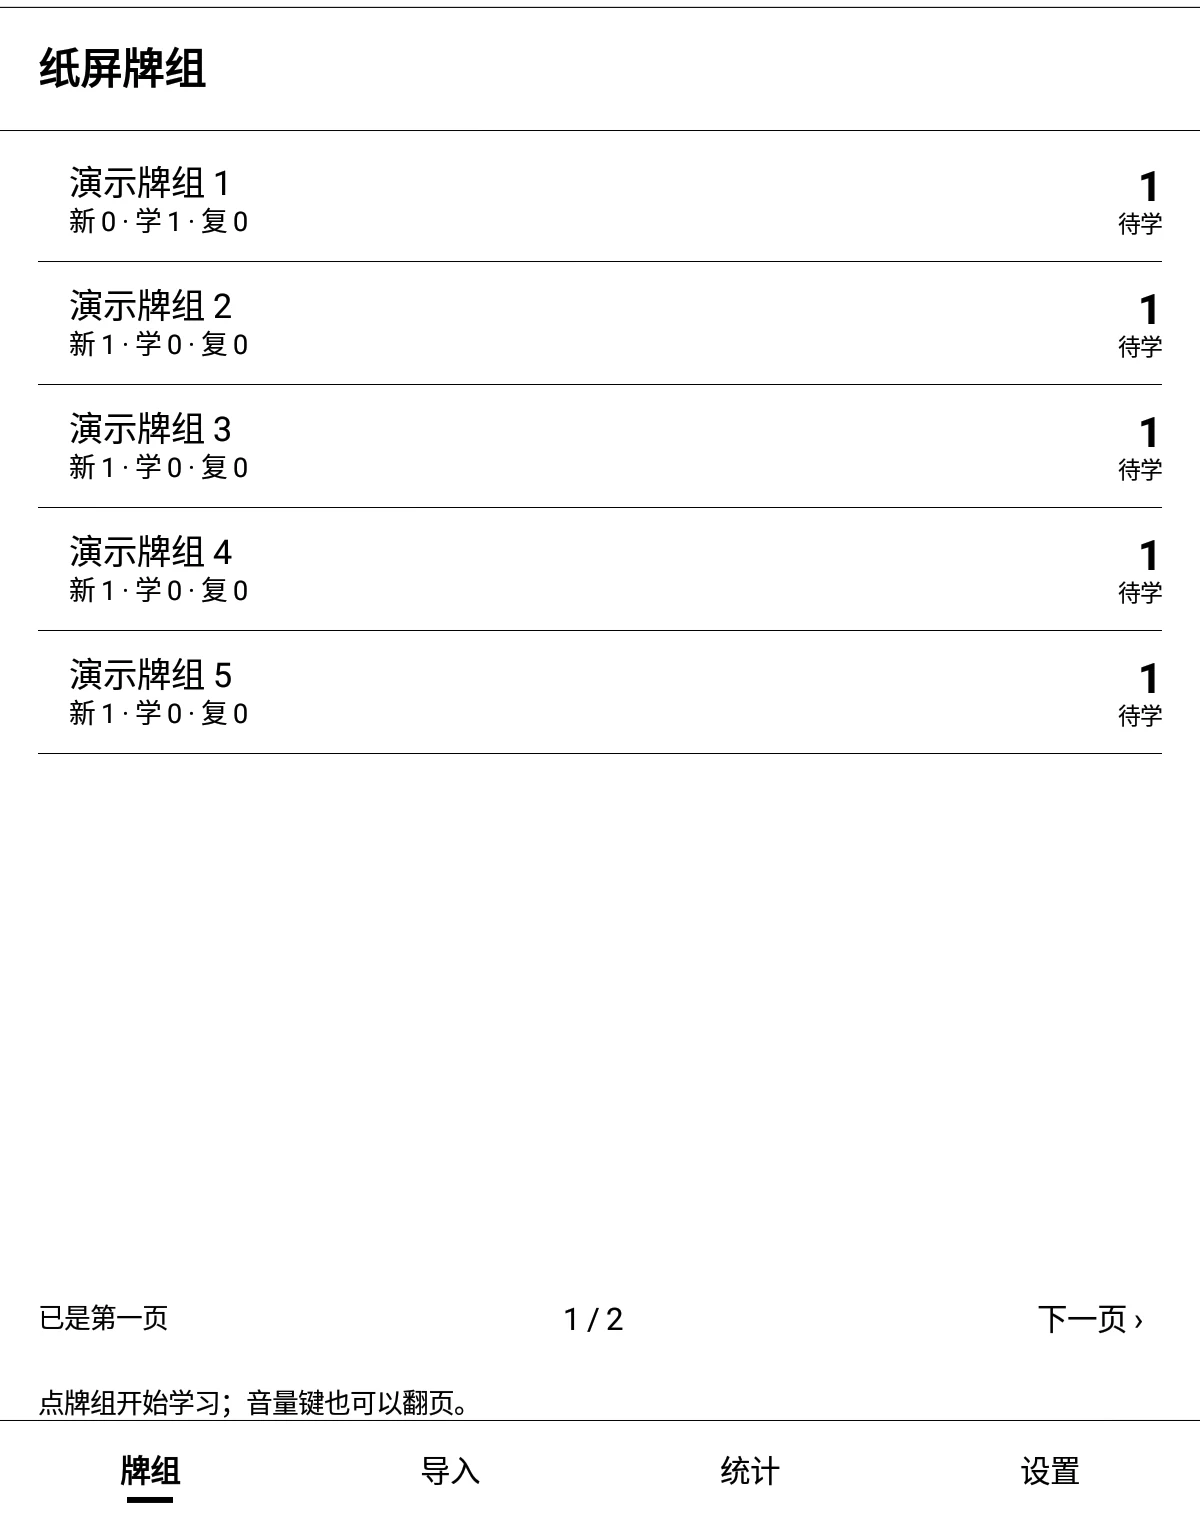 纸屏牌组
演示牌组 1
新 0 · 学 1 · 复 0
1
待学
演示牌组 2
新 1 · 学 0 · 复 0
1
待学
演示牌组 3
新 1 · 学 0 · 复 0
1
待学
演示牌组 4
新 1 · 学 0 · 复 0
1
待学
演示牌组 5
新 1 · 学 0 · 复 0
1
待学
已是第一页
1 / 2
下一页 ›
点牌组开始学习；音量键也可以翻页。
牌组
导入
统计
设置